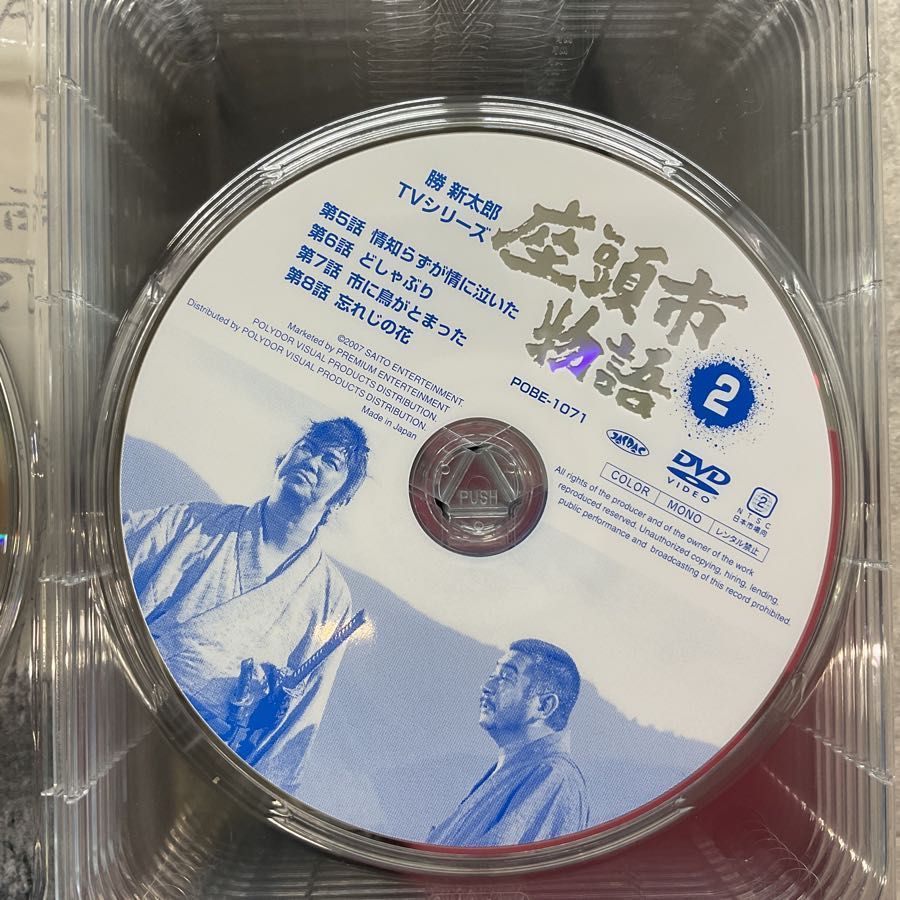 勝 新太郎
TVシリーズ
座頭市
物語
2
第5話 情知らずが情に泣いた
第6話 どしゃぶり
第7話 市に鳥がとまった
第8話 忘れじの花
©2007 SAITO ENTERTEINMENT.
Marketed by PREMIUM ENTERTEINMENT.
POLYDOR VISUAL PRODUCTS DISTRIBUTION.
Distributed by POLYDOR VISUAL PRODUCTS DISTRIBUTION.
Made in Japan
POBE-1071
JASRAC
DVD
VIDEO
2
NTSC
日本市場向
COLOR
MONO
レンタル禁止
All rights of the producer and of the owner of the work
reproduced reserved. Unauthorized copying, hiring, lending,
public performance and broadcasting of this record prohibited.
PUSH